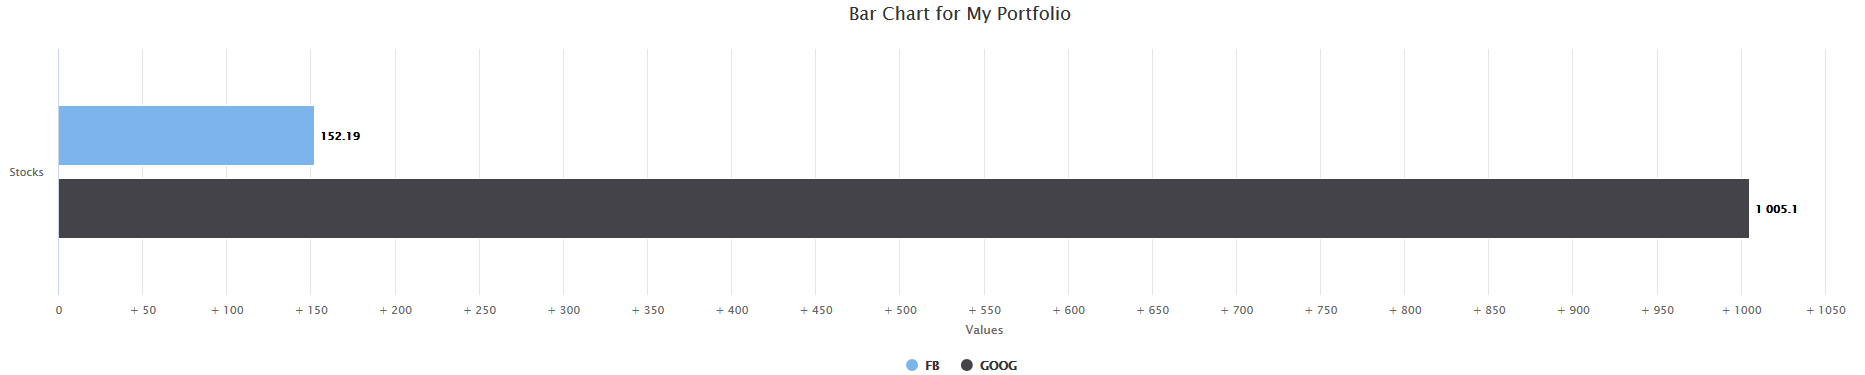 Bar Chart for My Portfolio
152.19
Stocks
1 005.1
0 + 50 + 100 + 150 + 200 + 250 + 300 + 350 + 400 + 450 + 500 + 550 + 600 + 650 + 700 + 750 + 800 + 850 + 900 + 950 + 1000 + 1050
Values
FB GOOG